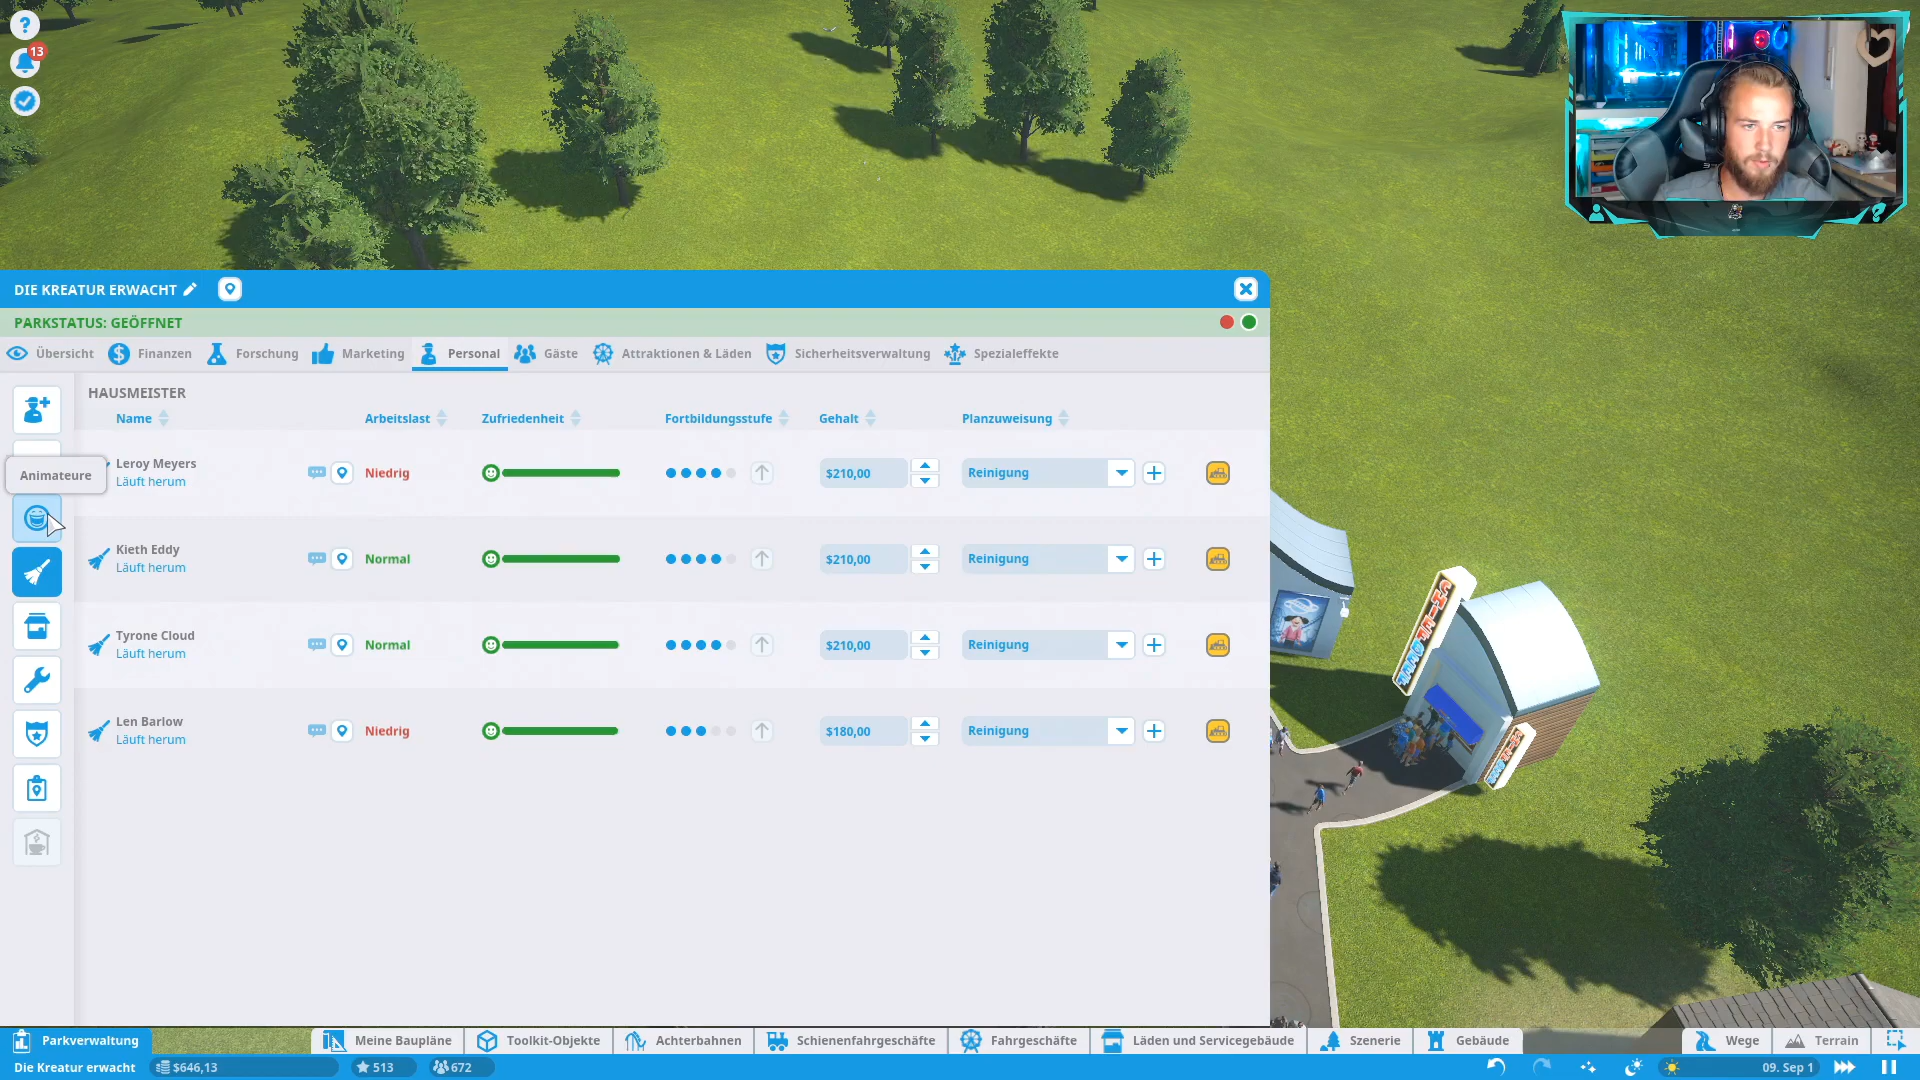 ?
13
DIE KREATUR ERWACHT
PARKSTATUS: GEÖFFNET
Übersicht
Finanzen
Forschung
Marketing
Personal
Gäste
Attraktionen & Läden
Sicherheitsverwaltung
Spezialeffekte
HAUSMEISTER
Name
Arbeitslast
Zufriedenheit
Fortbildungsstufe
Gehalt
Planzuweisung
Animateure
Leroy Meyers
Läuft herum
Niedrig
$210,00
Reinigung
Kieth Eddy
Läuft herum
Normal
$210,00
Reinigung
Tyrone Cloud
Läuft herum
Normal
$210,00
Reinigung
Len Barlow
Läuft herum
Niedrig
$180,00
Reinigung
Parkverwaltung
Meine Baupläne
Toolkit-Objekte
Achterbahnen
Schienenfahrgeschäfte
Fahrgeschäfte
Läden und Servicegebäude
Szenerie
Gebäude
Wege
Terrain
Die Kreatur erwacht
$646,13
513
672
09. Sep 1